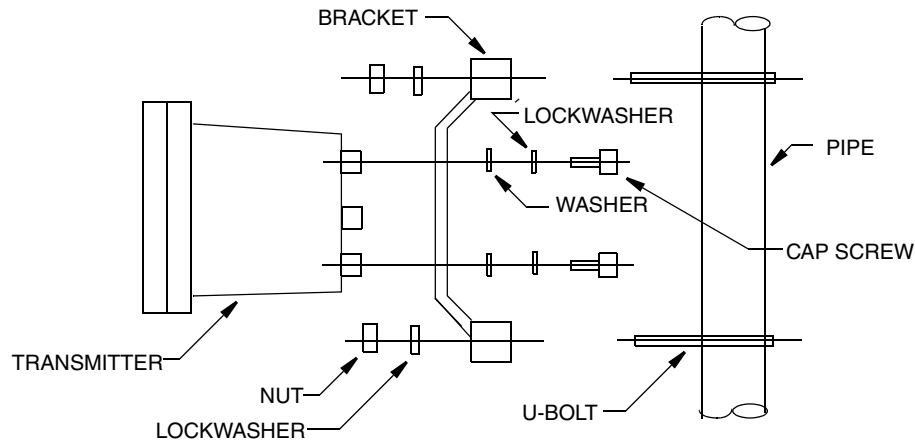 BRACKET
LOCKWASHER
PIPE
WASHER
CAP SCREW
TRANSMITTER
NUT
U-BOLT
LOCKWASHER